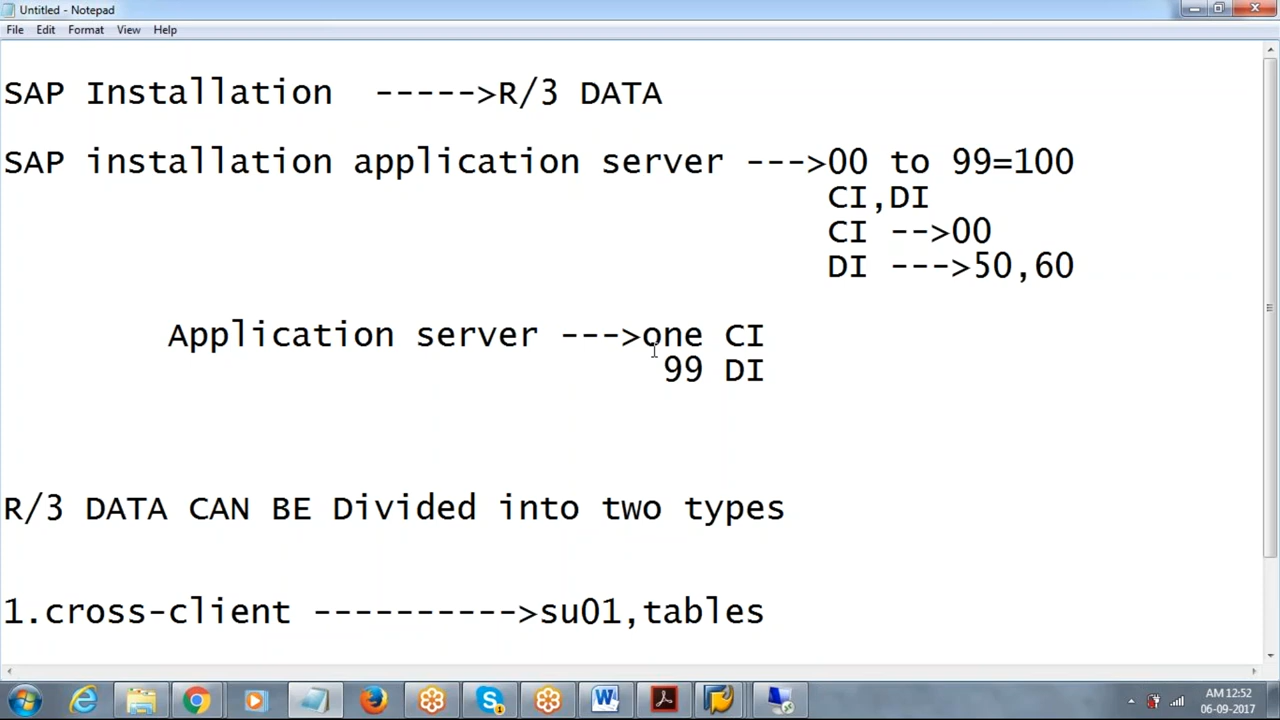 Untitled - Notepad
File Edit Format View Help
SAP Installation ----->R/3 DATA
SAP installation application server --->00 to 99=100
CI,DI
CI -->00
DI --->50,60
Application server --->one CI
99 DI
R/3 DATA CAN BE Divided into two types
1.cross-client ---------->su01,tables
AM 12:52
06-09-2017